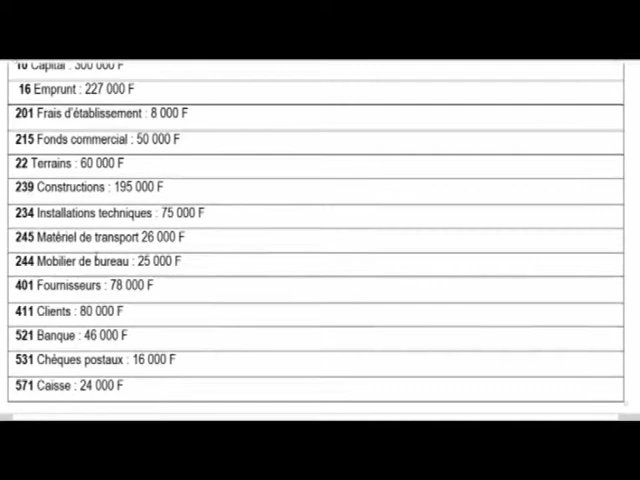 10 Capital : 300 000 F
16 Emprunt : 227 000 F
201 Frais d'établissement : 8 000 F
215 Fonds commercial : 50 000 F
22 Terrains : 60 000 F
239 Constructions : 195 000 F
234 Installations techniques : 75 000 F
245 Matériel de transport 26 000 F
244 Mobilier de bureau : 25 000 F
401 Fournisseurs : 78 000 F
411 Clients : 80 000 F
521 Banque : 46 000 F
531 Chèques postaux : 16 000 F
571 Caisse : 24 000 F